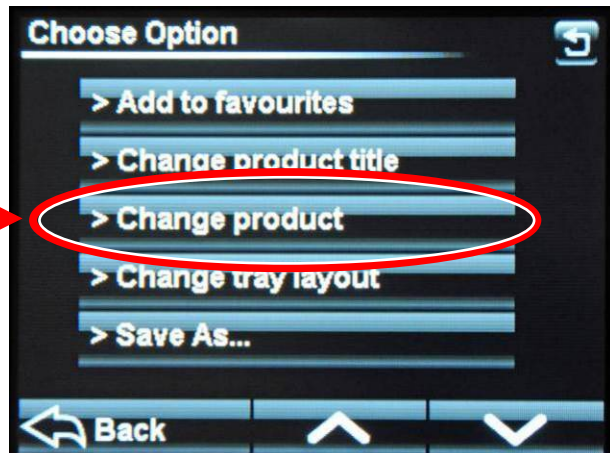 Choose Option
> Add to favourites
> Change product title
> Change product
> Change tray layout
> Save As...
Back